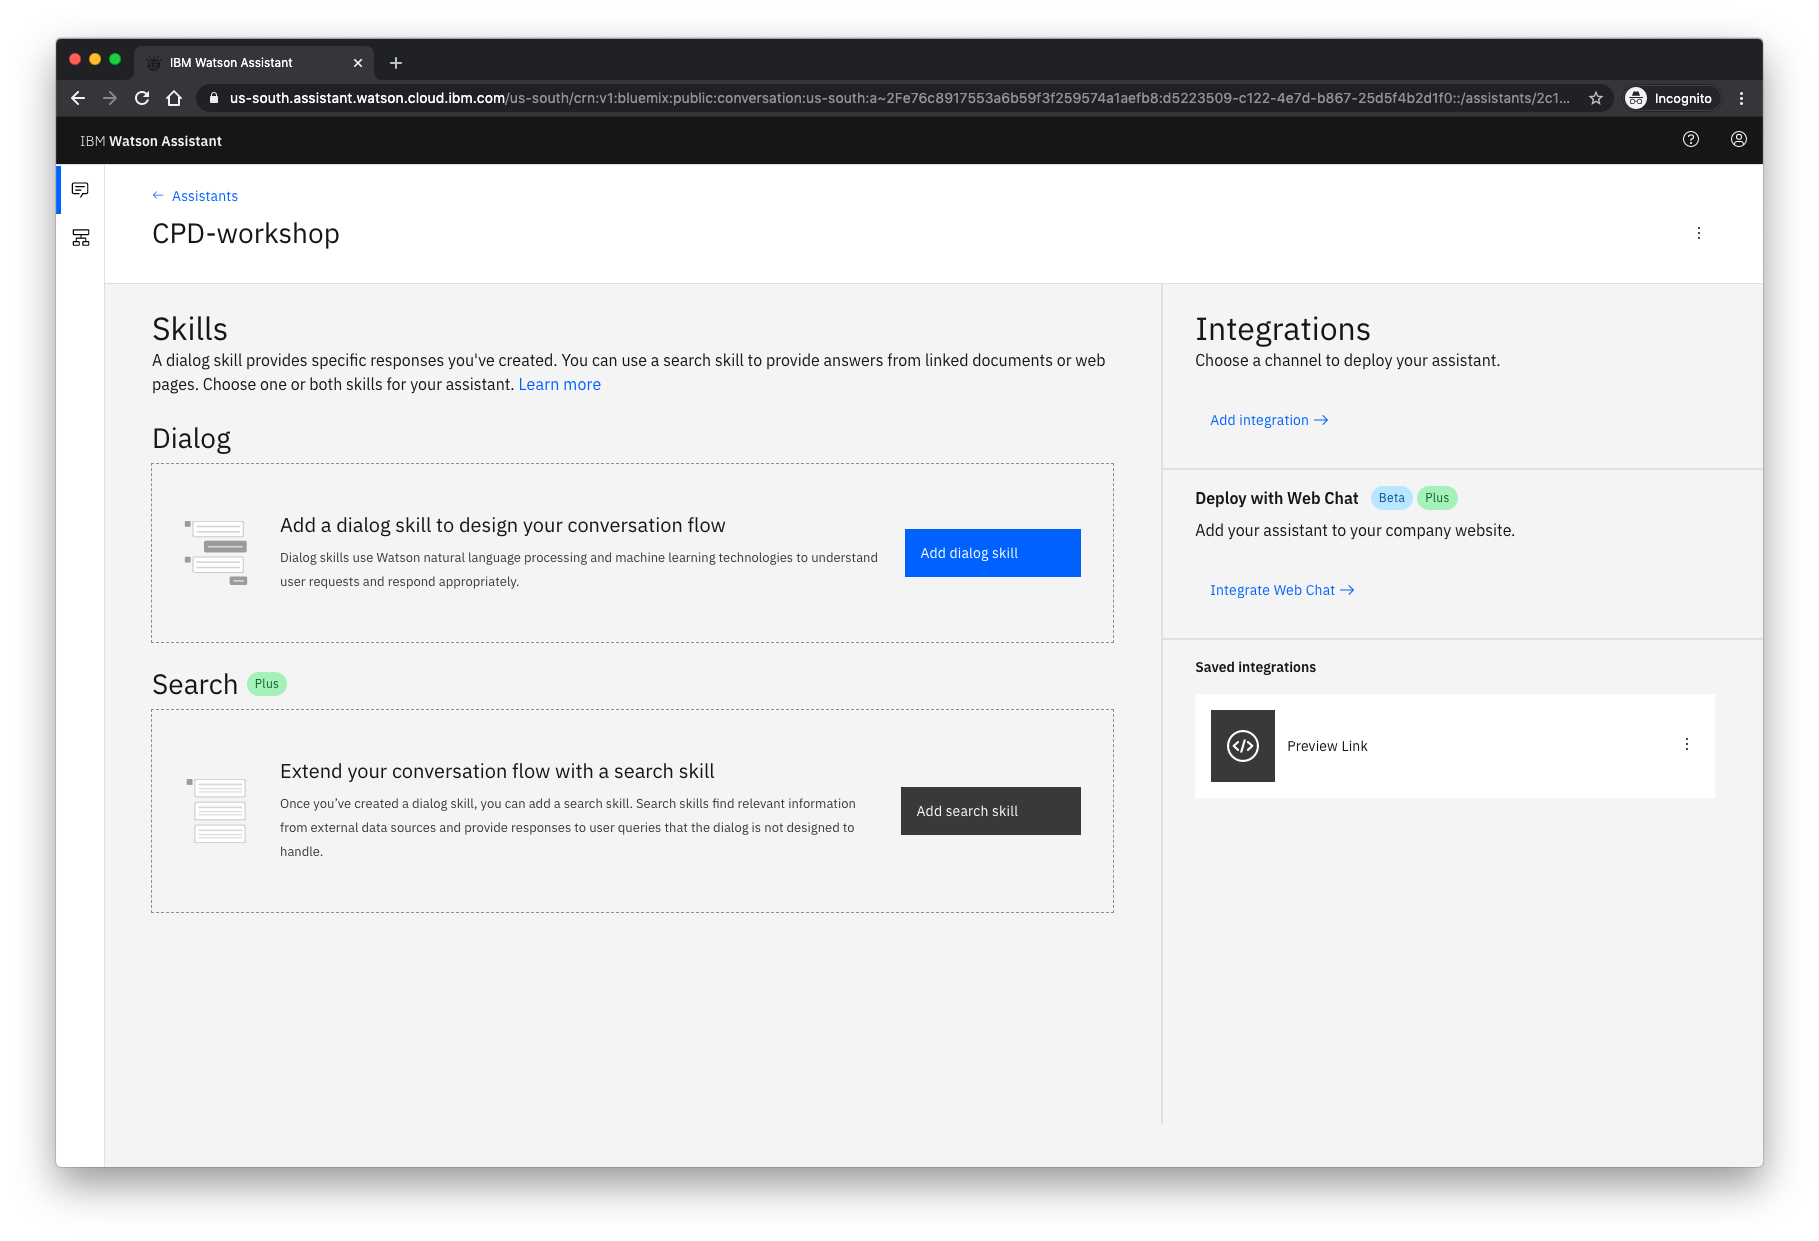 IBM Watson Assistant
us-south.assistant.watson.cloud.ibm.com/us-south/crn:v1:bluemix:public:conversation:us-south:a~2Fe76c8917553a6b59f3f259574a1aefb8:d5223509-c122-4e7d-b867-25d5f4b2d1f0::/assistants/2c1...
Incognito
IBM Watson Assistant
← Assistants
CPD-workshop
Skills
A dialog skill provides specific responses you've created. You can use a search skill to provide answers from linked documents or web
pages. Choose one or both skills for your assistant. Learn more
Dialog
Add a dialog skill to design your conversation flow
Dialog skills use Watson natural language processing and machine learning technologies to understand
user requests and respond appropriately.
Add dialog skill
Search Plus
Extend your conversation flow with a search skill
Once you’ve created a dialog skill, you can add a search skill. Search skills find relevant information
from external data sources and provide responses to user queries that the dialog is not designed to
handle.
Add search skill
Integrations
Choose a channel to deploy your assistant.
Add integration →
Deploy with Web Chat Beta Plus
Add your assistant to your company website.
Integrate Web Chat →
Saved integrations
Preview Link